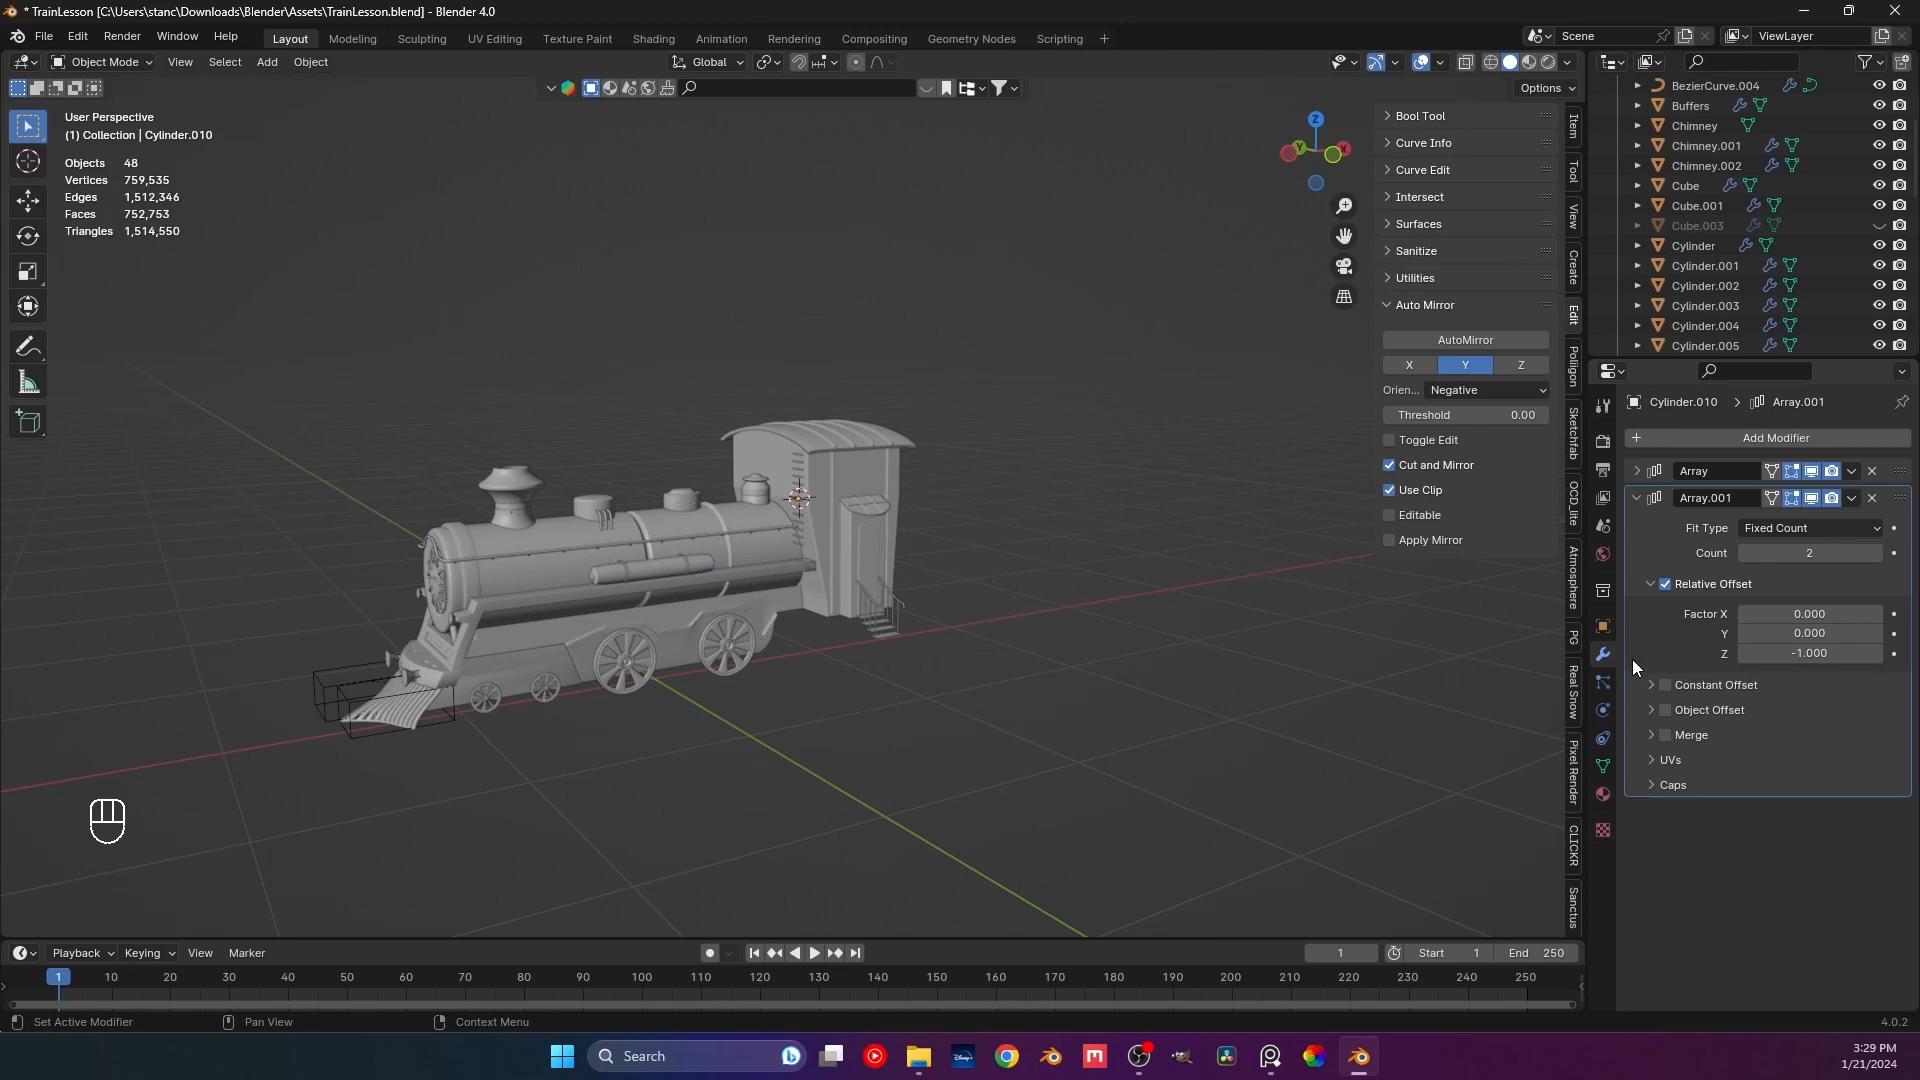 * TrainLesson [C:\Users\stanc\Downloads\Blender\Assets\TrainLesson.blend] - Blender 4.0
File Edit Render Window Help Layout Modeling Sculpting UV Editing Texture Paint Shading Animation Rendering Compositing Geometry Nodes Scripting + Scene ViewLayer
Object Mode View Select Add Object Global
Options
User Perspective
(1) Collection | Cylinder.010
Objects 48
Vertices 759,535
Edges 1,512,346
Faces 752,753
Triangles 1,514,550
Z
Y
X
Bool Tool
Curve Info
Curve Edit
Intersect
Surfaces
Sanitize
Utilities
Auto Mirror
AutoMirror
X Y Z
Orien... Negative
Threshold 0.00
Toggle Edit
Cut and Mirror
Use Clip
Editable
Apply Mirror
Item
Tool
View
Create
Edit
Poliigon
Sketchfab
OCD_lite
Atmosphere
PG
Real Snow
Pixel Render
CLICKR
Sanctus
BezierCurve.004
Buffers
Chimney
Chimney.001
Chimney.002
Cube
Cube.001
Cube.003
Cylinder
Cylinder.001
Cylinder.002
Cylinder.003
Cylinder.004
Cylinder.005
Cylinder.010 > Array.001
+ Add Modifier
Array
Array.001
Fit Type Fixed Count
Count 2
Relative Offset
Factor X 0.000
Y 0.000
Z -1.000
Constant Offset
Object Offset
Merge
UVs
Caps
Playback Keying View Marker 1 Start 1 End 250
1 10 20 30 40 50 60 70 80 90 100 110 120 130 140 150 160 170 180 190 200 210 220 230 240 250
Set Active Modifier Pan View Context Menu 4.0.2
Search
Disney+
3:29 PM
1/21/2024